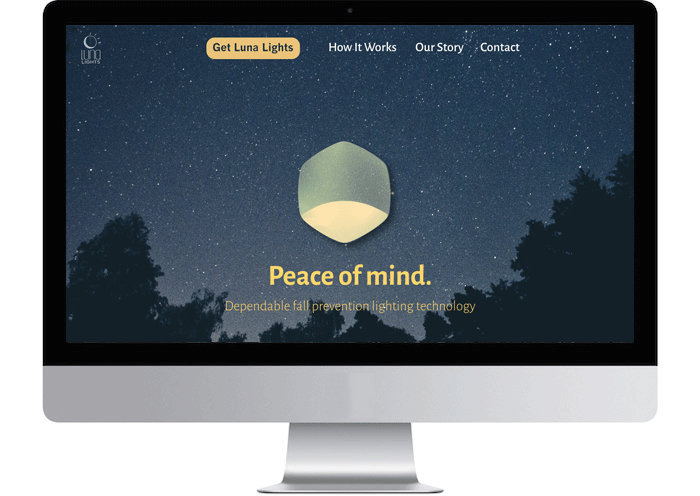 luna
LIGHTS
Get Luna Lights
How It Works
Our Story
Contact
Peace of mind.
Dependable fall prevention lighting technology